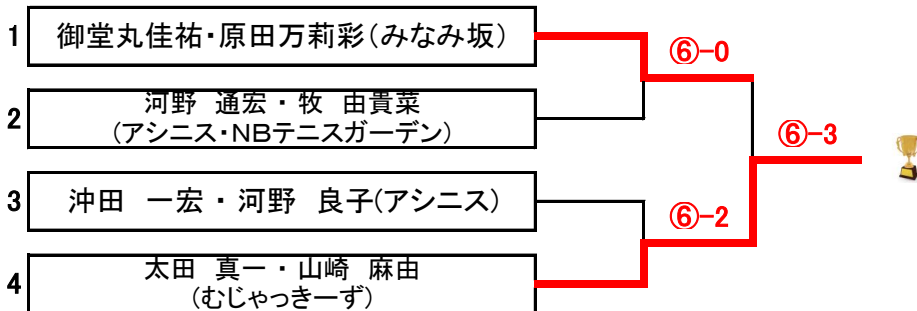 1 御堂丸佳祐・原田万莉彩(みなみ坂)
⑥-0
2 河野 通宏・牧 由貴菜
(アシニス・NBテニスガーデン)
⑥-3
3 沖田 一宏・河野 良子(アシニス)
⑥-2
4 太田 真一・山崎 麻由
(むじゃっきーず)